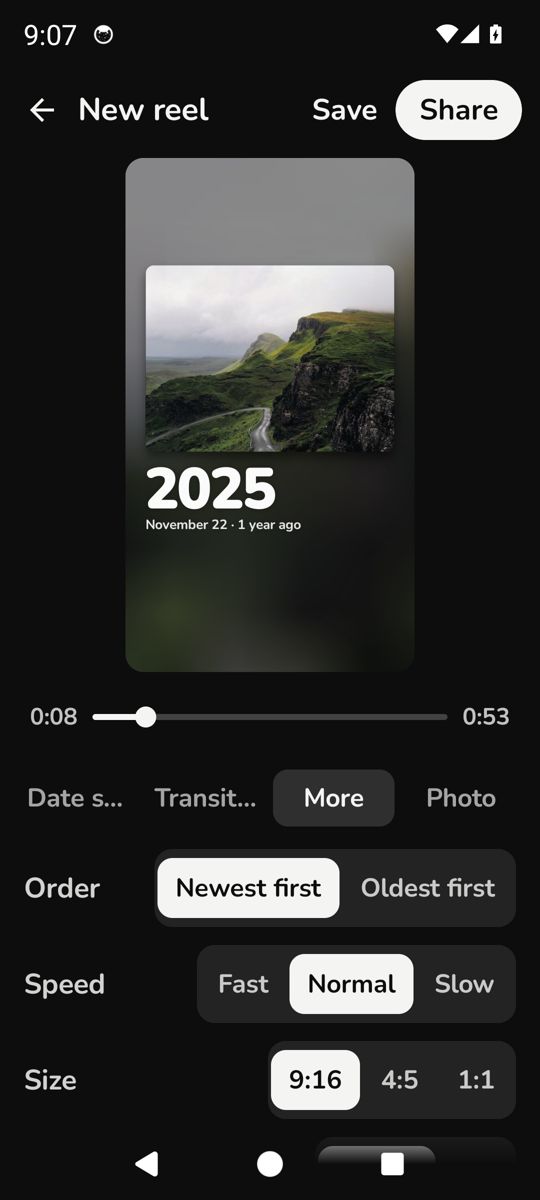 9:07
New reel
Save
Share
2025
November 22 · 1 year ago
0:08
0:53
Date s...
Transit...
More
Photo
Order
Newest first
Oldest first
Speed
Fast
Normal
Slow
Size
9:16
4:5
1:1